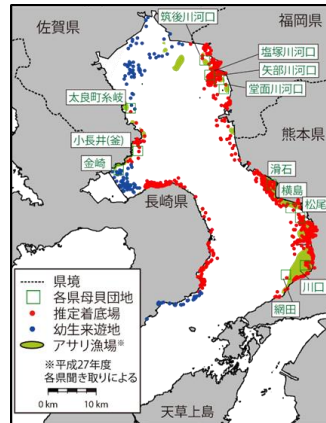 佐賀県
筑後川河口
福岡県
塩塚川河口
矢部川河口
堂面川河口
太良町糸岐
小長井(釜)
金崎
熊本県
滑石
横島
松尾
長崎県
川口
網田
県境
各県母貝団地
推定着底場
幼生来遊地
アサリ漁場※
※平成27年度
各県聞き取りによる
0 km 10 km
天草上島